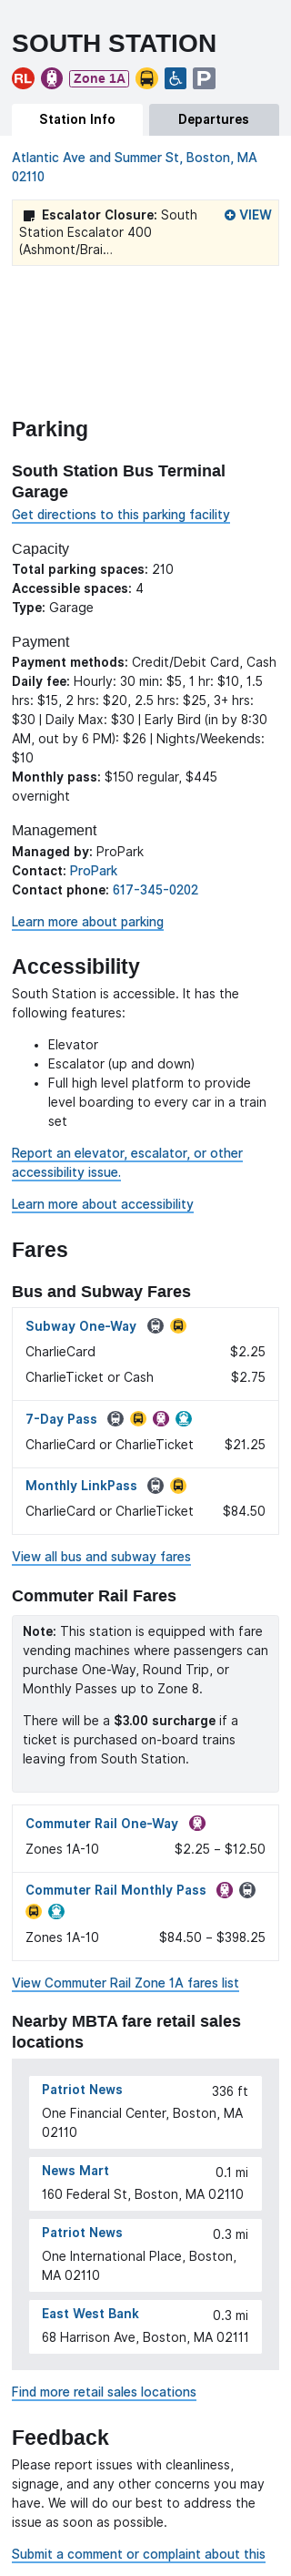 SOUTH STATION
RL Zone 1A P
Station Info Departures
Atlantic Ave and Summer St, Boston, MA
02110
Escalator Closure: South VIEW
Station Escalator 400
(Ashmont/Brai...
Parking
South Station Bus Terminal
Garage
Get directions to this parking facility
Capacity
Total parking spaces: 210
Accessible spaces: 4
Type: Garage
Payment
Payment methods: Credit/Debit Card, Cash
Daily fee: Hourly: 30 min: $5, 1 hr: $10, 1.5
hrs: $15, 2 hrs: $20, 2.5 hrs: $25, 3+ hrs:
$30 | Daily Max: $30 | Early Bird (in by 8:30
AM, out by 6 PM): $26 | Nights/Weekends:
$10
Monthly pass: $150 regular, $445
overnight
Management
Managed by: ProPark
Contact: ProPark
Contact phone: 617-345-0202
Learn more about parking
Accessibility
South Station is accessible. It has the
following features:
• Elevator
• Escalator (up and down)
• Full high level platform to provide
level boarding to every car in a train
set
Report an elevator, escalator, or other
accessibility issue.
Learn more about accessibility
Fares
Bus and Subway Fares
Subway One-Way
CharlieCard $2.25
CharlieTicket or Cash $2.75
7-Day Pass
CharlieCard or CharlieTicket $21.25
Monthly LinkPass
CharlieCard or CharlieTicket $84.50
View all bus and subway fares
Commuter Rail Fares
Note: This station is equipped with fare
vending machines where passengers can
purchase One-Way, Round Trip, or
Monthly Passes up to Zone 8.
There will be a $3.00 surcharge if a
ticket is purchased on-board trains
leaving from South Station.
Commuter Rail One-Way
Zones 1A-10 $2.25 – $12.50
Commuter Rail Monthly Pass
Zones 1A-10 $84.50 – $398.25
View Commuter Rail Zone 1A fares list
Nearby MBTA fare retail sales
locations
Patriot News 336 ft
One Financial Center, Boston, MA
02110
News Mart 0.1 mi
160 Federal St, Boston, MA 02110
Patriot News 0.3 mi
One International Place, Boston,
MA 02110
East West Bank 0.3 mi
68 Harrison Ave, Boston, MA 02111
Find more retail sales locations
Feedback
Please report issues with cleanliness,
signage, and any other concerns you may
have. We will do our best to address the
issue as soon as possible.
Submit a comment or complaint about this